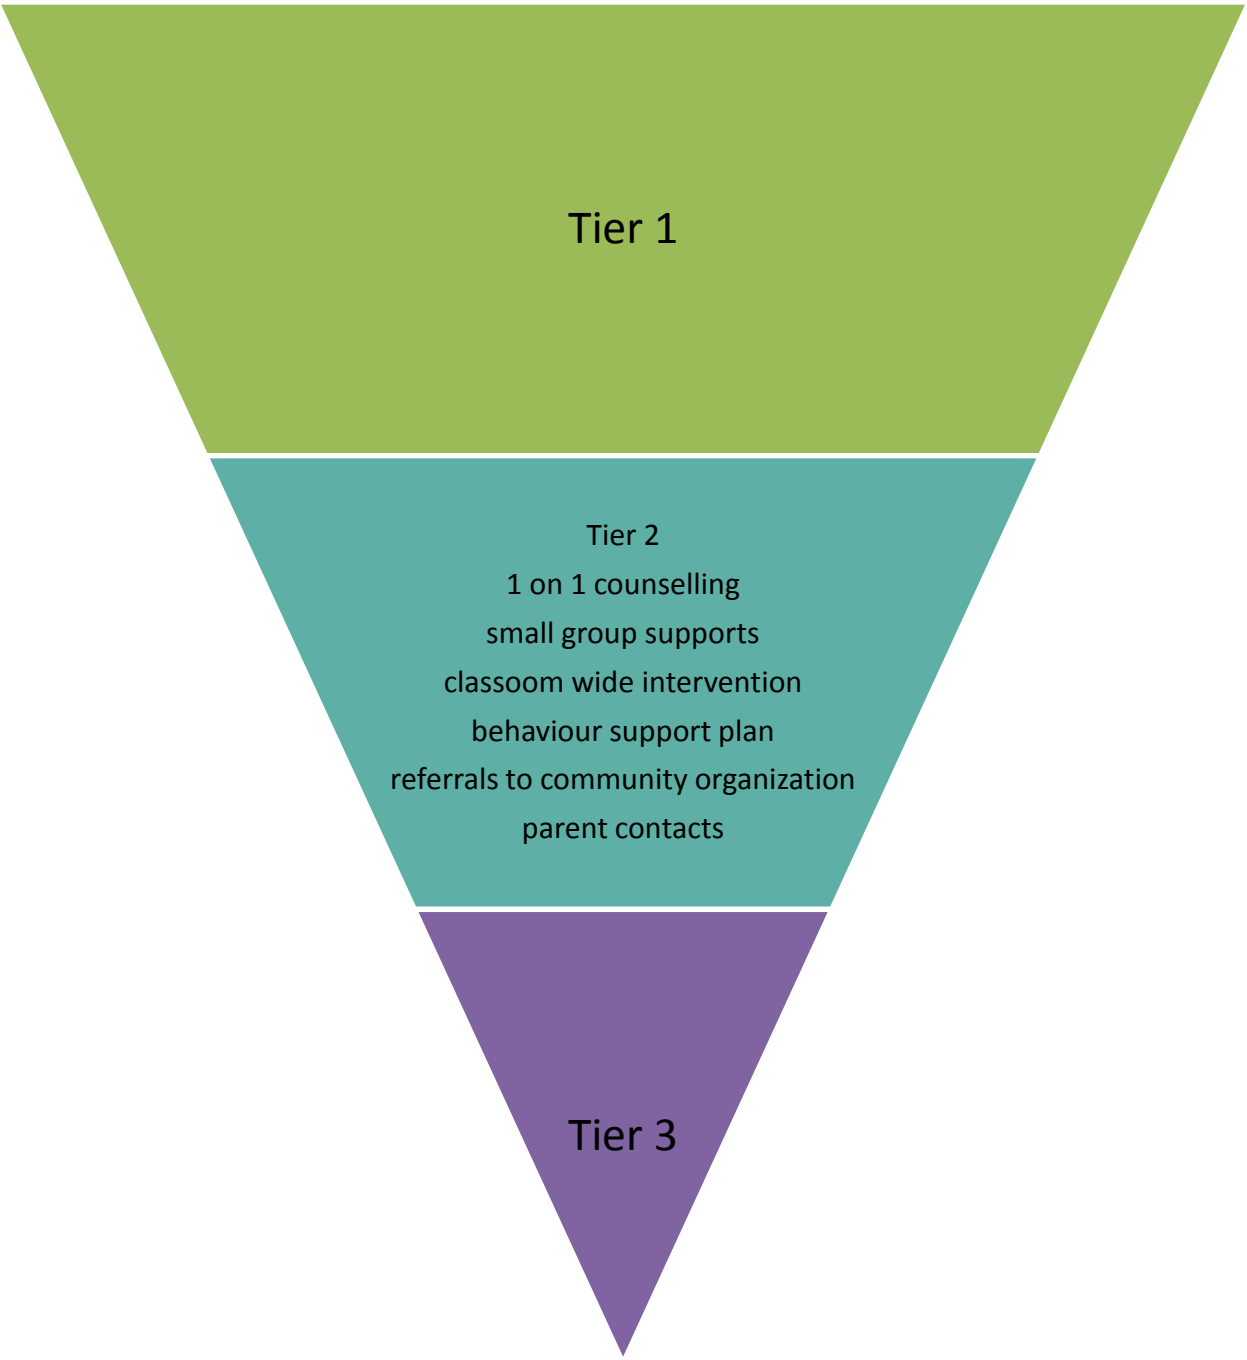 Tier 1
Tier 2
1 on 1 counselling
small group supports
classoom wide intervention
behaviour support plan
referrals to community organization
parent contacts
Tier 3